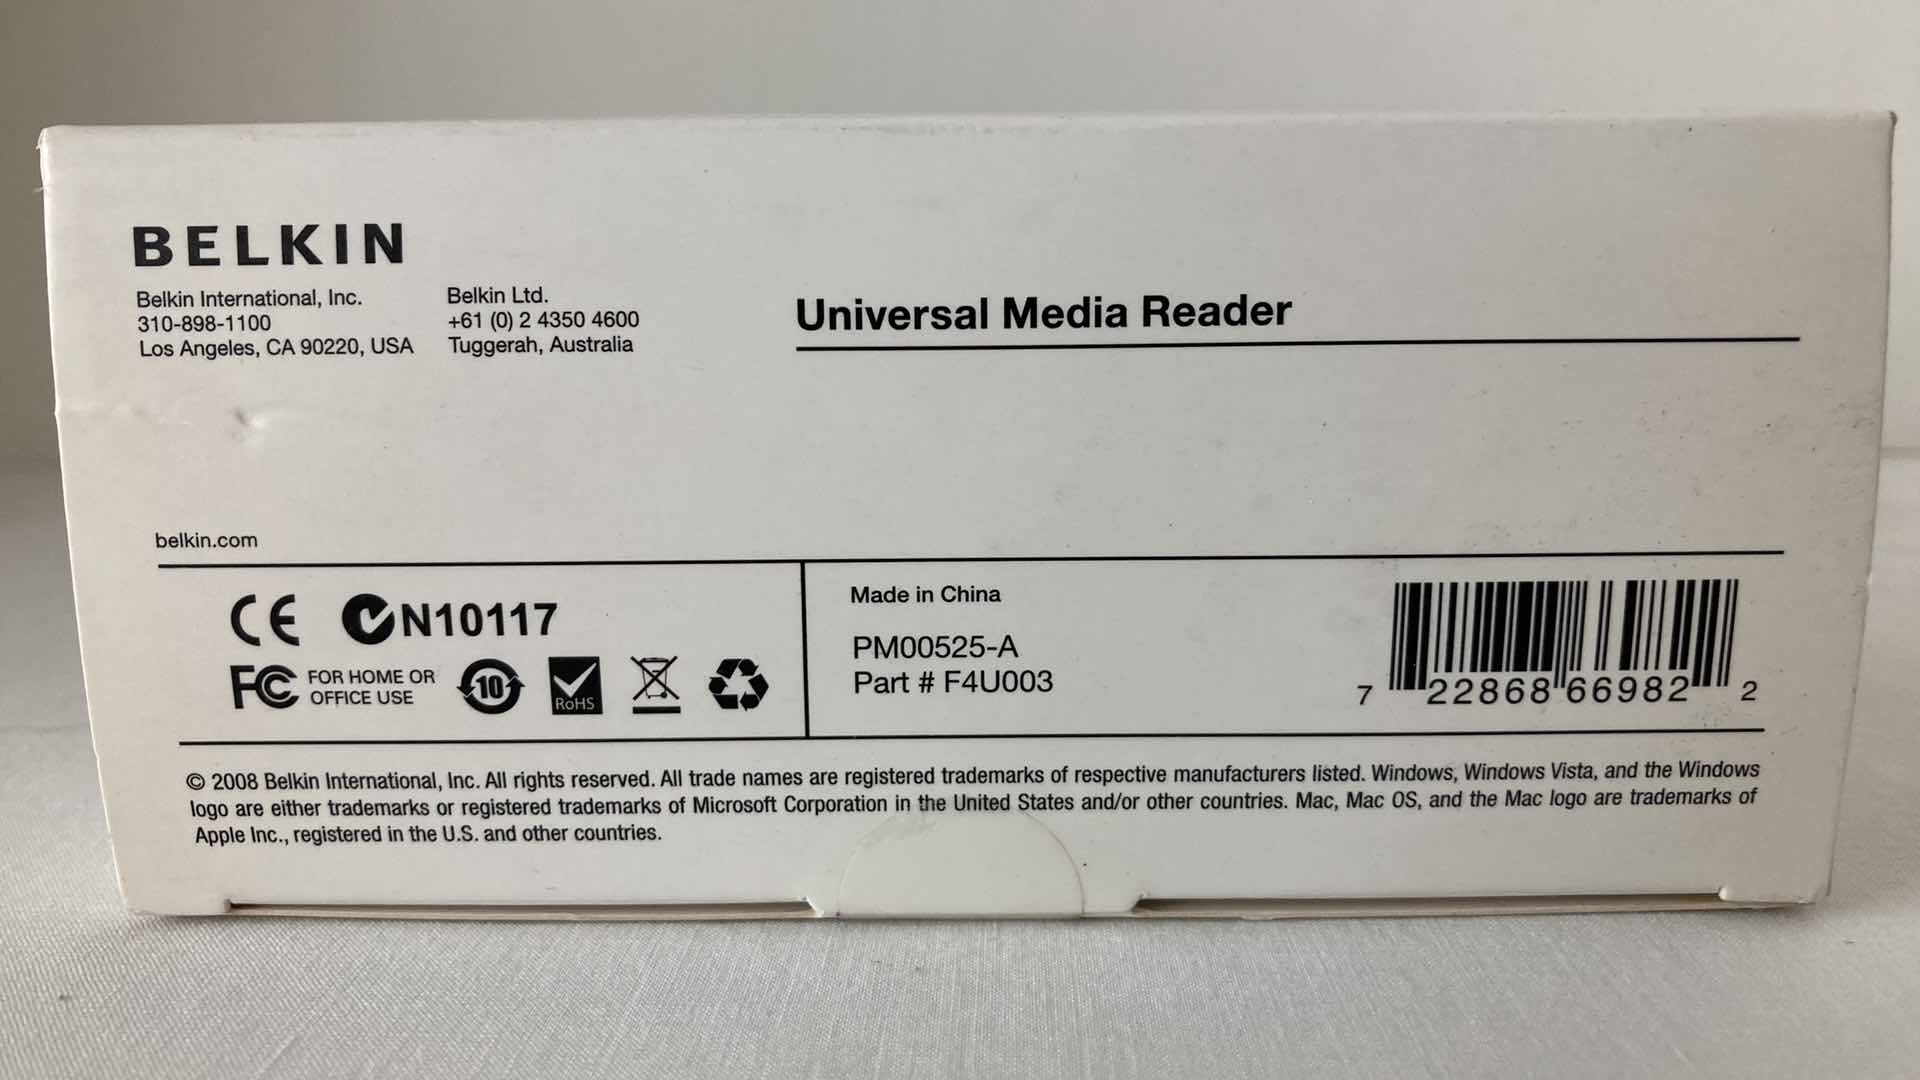 BELKIN
Belkin International, Inc.
310-898-1100
Los Angeles, CA 90220, USA
Belkin Ltd.
+61 (0) 2 4350 4600
Tuggerah, Australia
Universal Media Reader
belkin.com
CE N10117
FC FOR HOME OR
OFFICE USE
10
RoHS
Made in China
PM00525-A
Part # F4U003
7 22868 66982 2
© 2008 Belkin International, Inc. All rights reserved. All trade names are registered trademarks of respective manufacturers listed. Windows, Windows Vista, and the Windows
logo are either trademarks or registered trademarks of Microsoft Corporation in the United States and/or other countries. Mac, Mac OS, and the Mac logo are trademarks of
Apple Inc., registered in the U.S. and other countries.